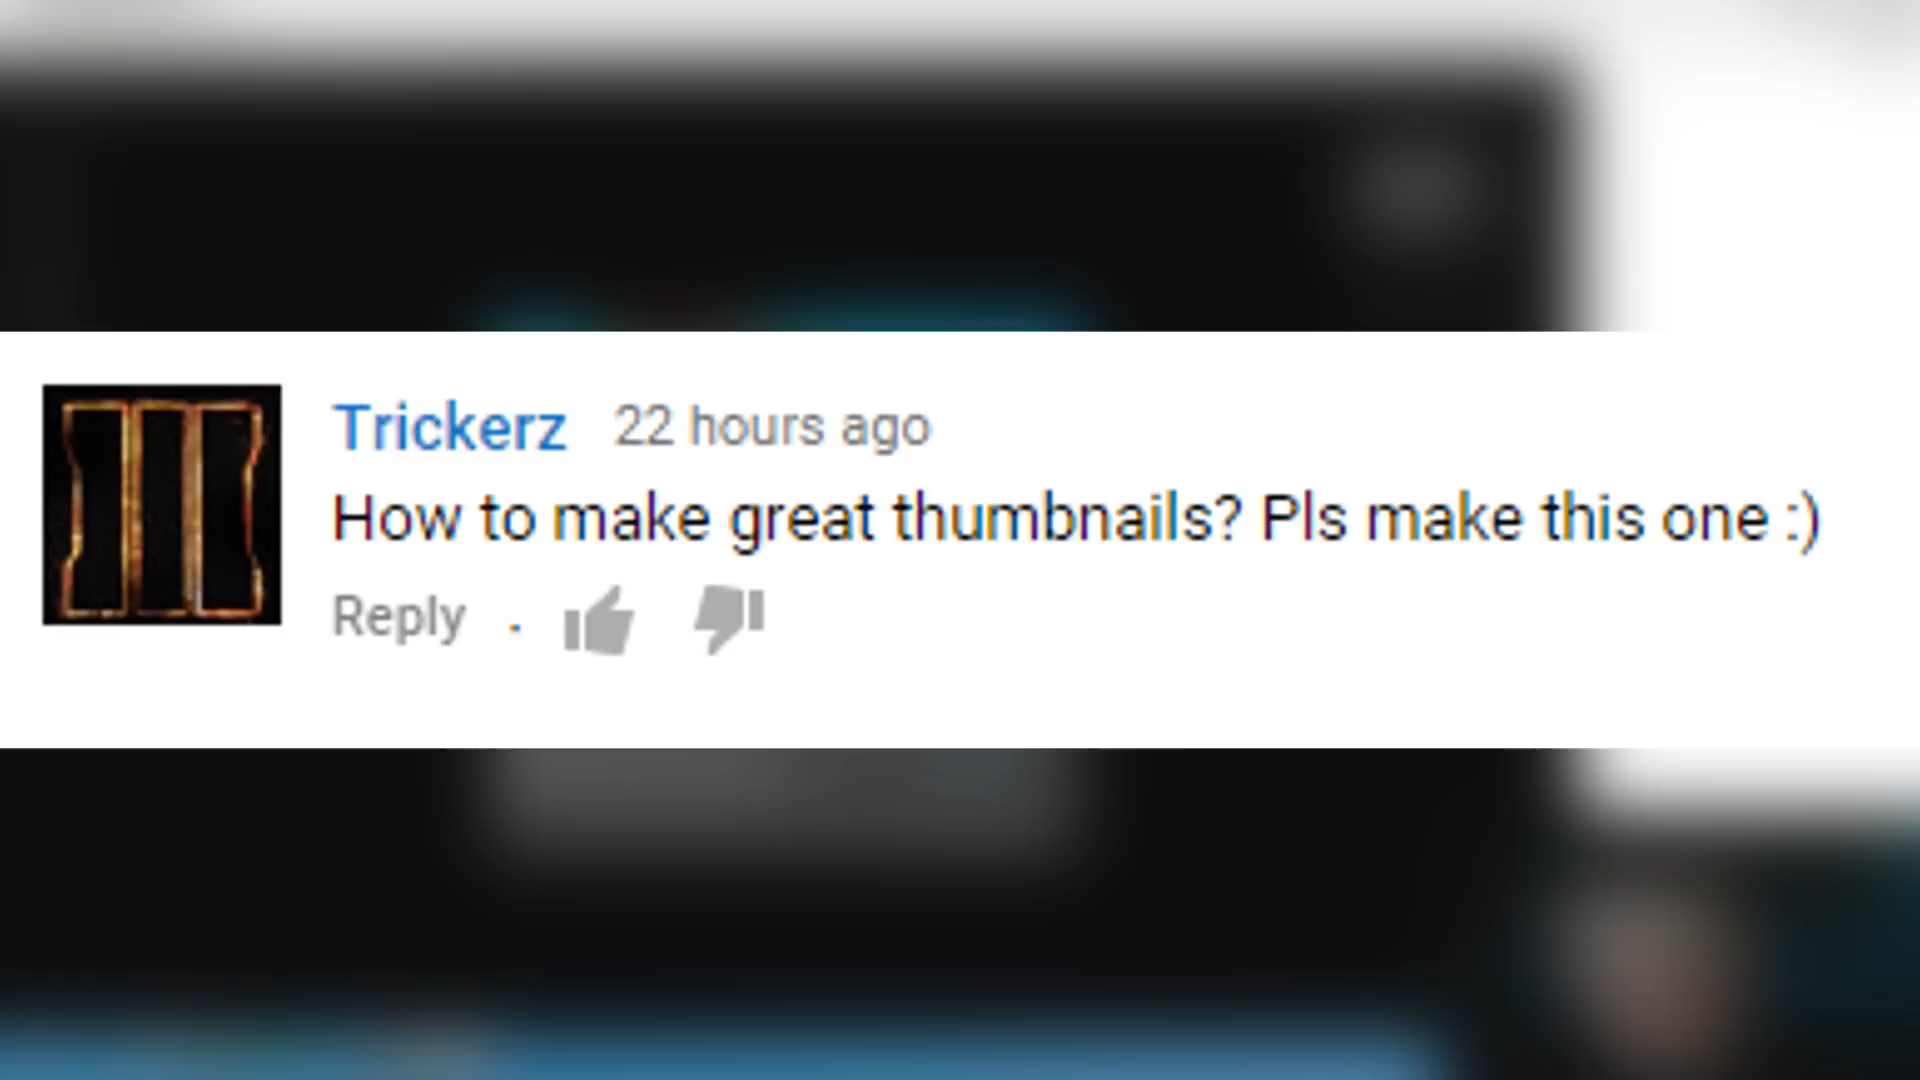 Trickerz 22 hours ago
How to make great thumbnails? Pls make this one :)
Reply .